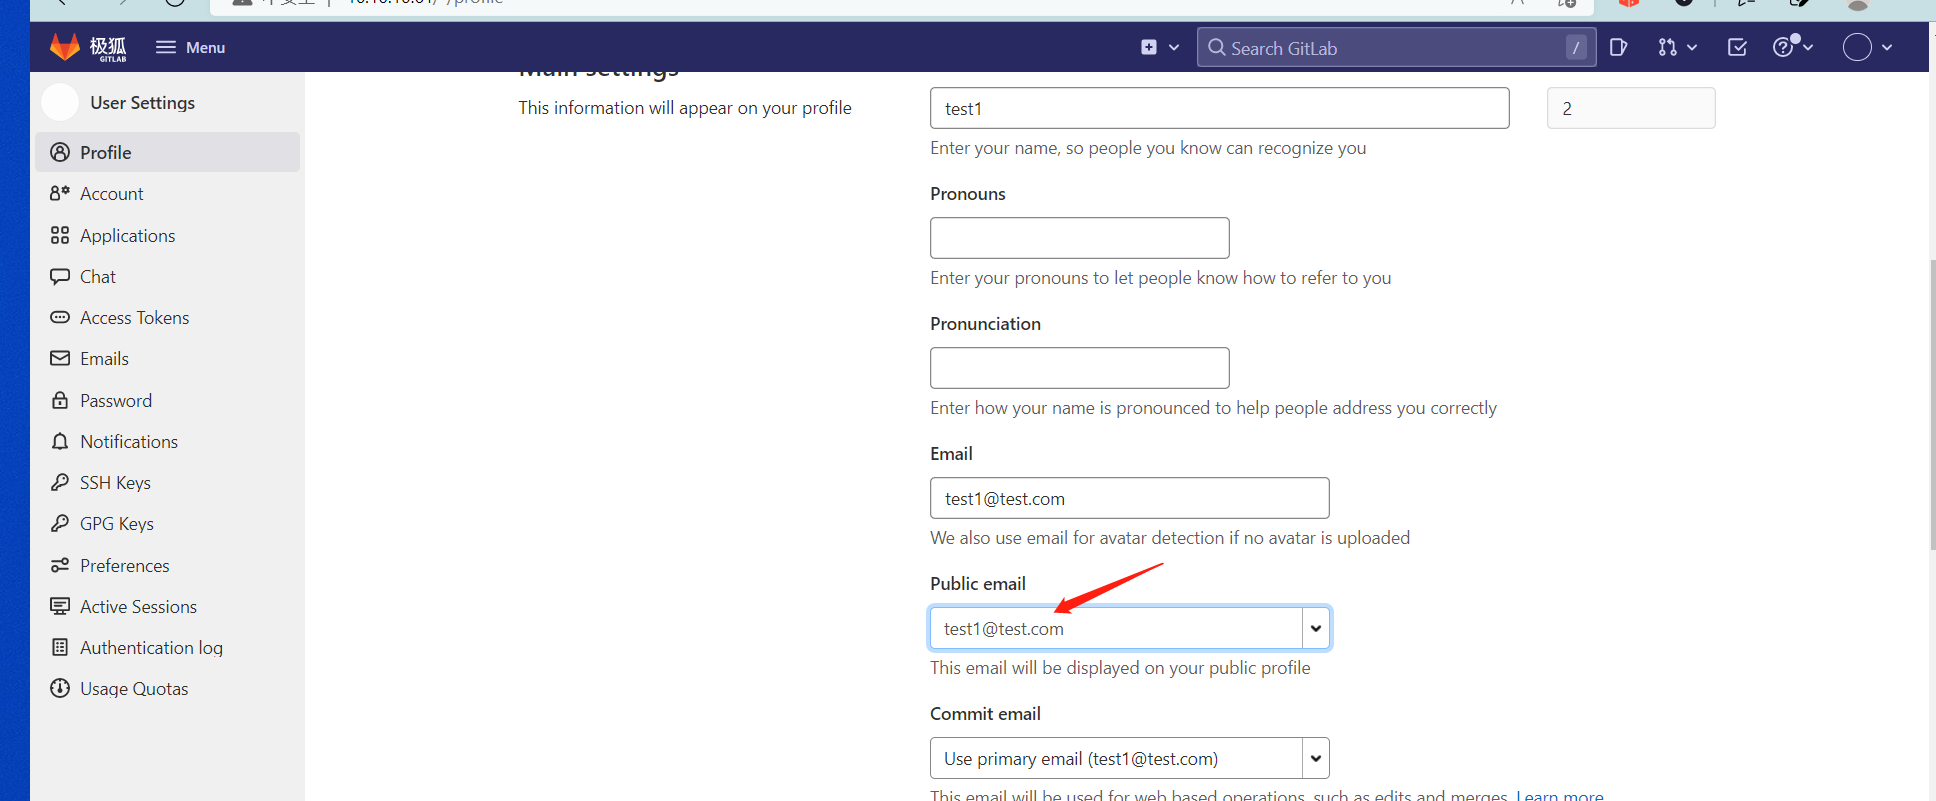 极狐
GITLAB
Menu
Search GitLab
/
User Settings
Profile
Account
Applications
Chat
Access Tokens
Emails
Password
Notifications
SSH Keys
GPG Keys
Preferences
Active Sessions
Authentication log
Usage Quotas
Main settings
This information will appear on your profile
test1
2
Enter your name, so people you know can recognize you
Pronouns
Enter your pronouns to let people know how to refer to you
Pronunciation
Enter how your name is pronounced to help people address you correctly
Email
test1@test.com
We also use email for avatar detection if no avatar is uploaded
Public email
test1@test.com
This email will be displayed on your public profile
Commit email
Use primary email (test1@test.com)
This email will be used for web based operations, such as edits and merges. Learn more.